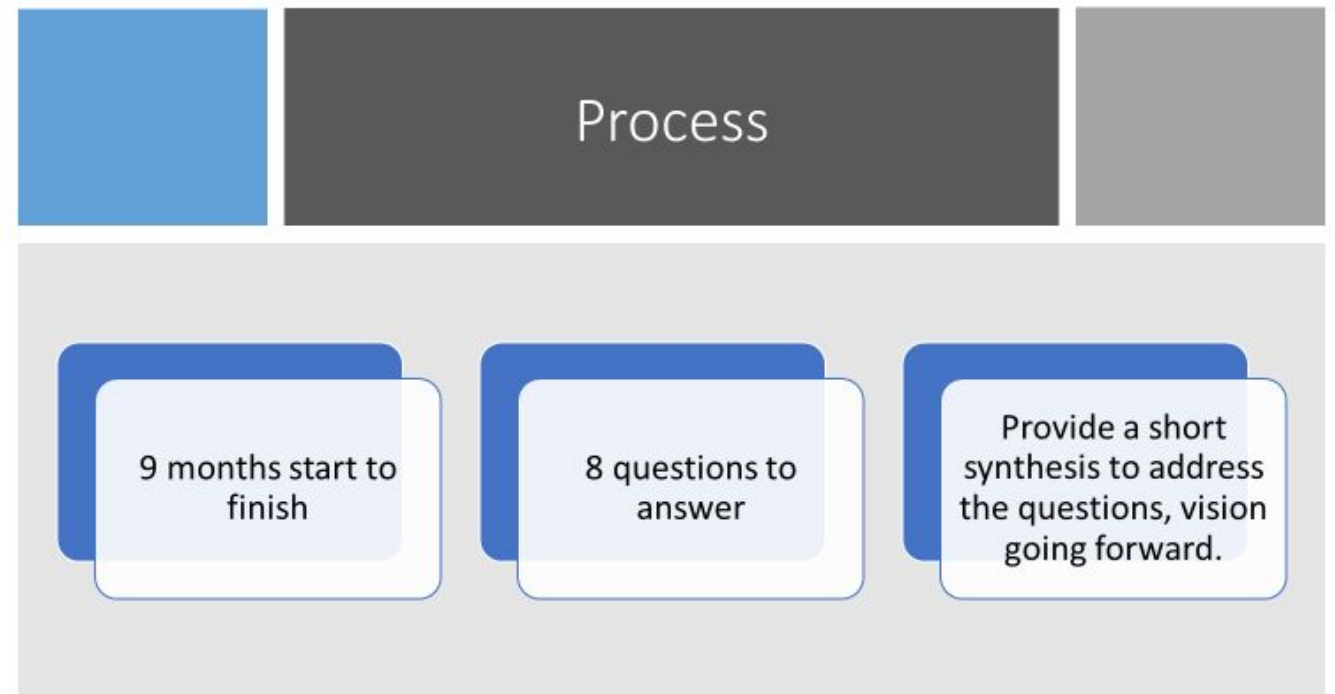 Process
9 months start to
finish
8 questions to
answer
Provide a short
synthesis to address
the questions, vision
going forward.